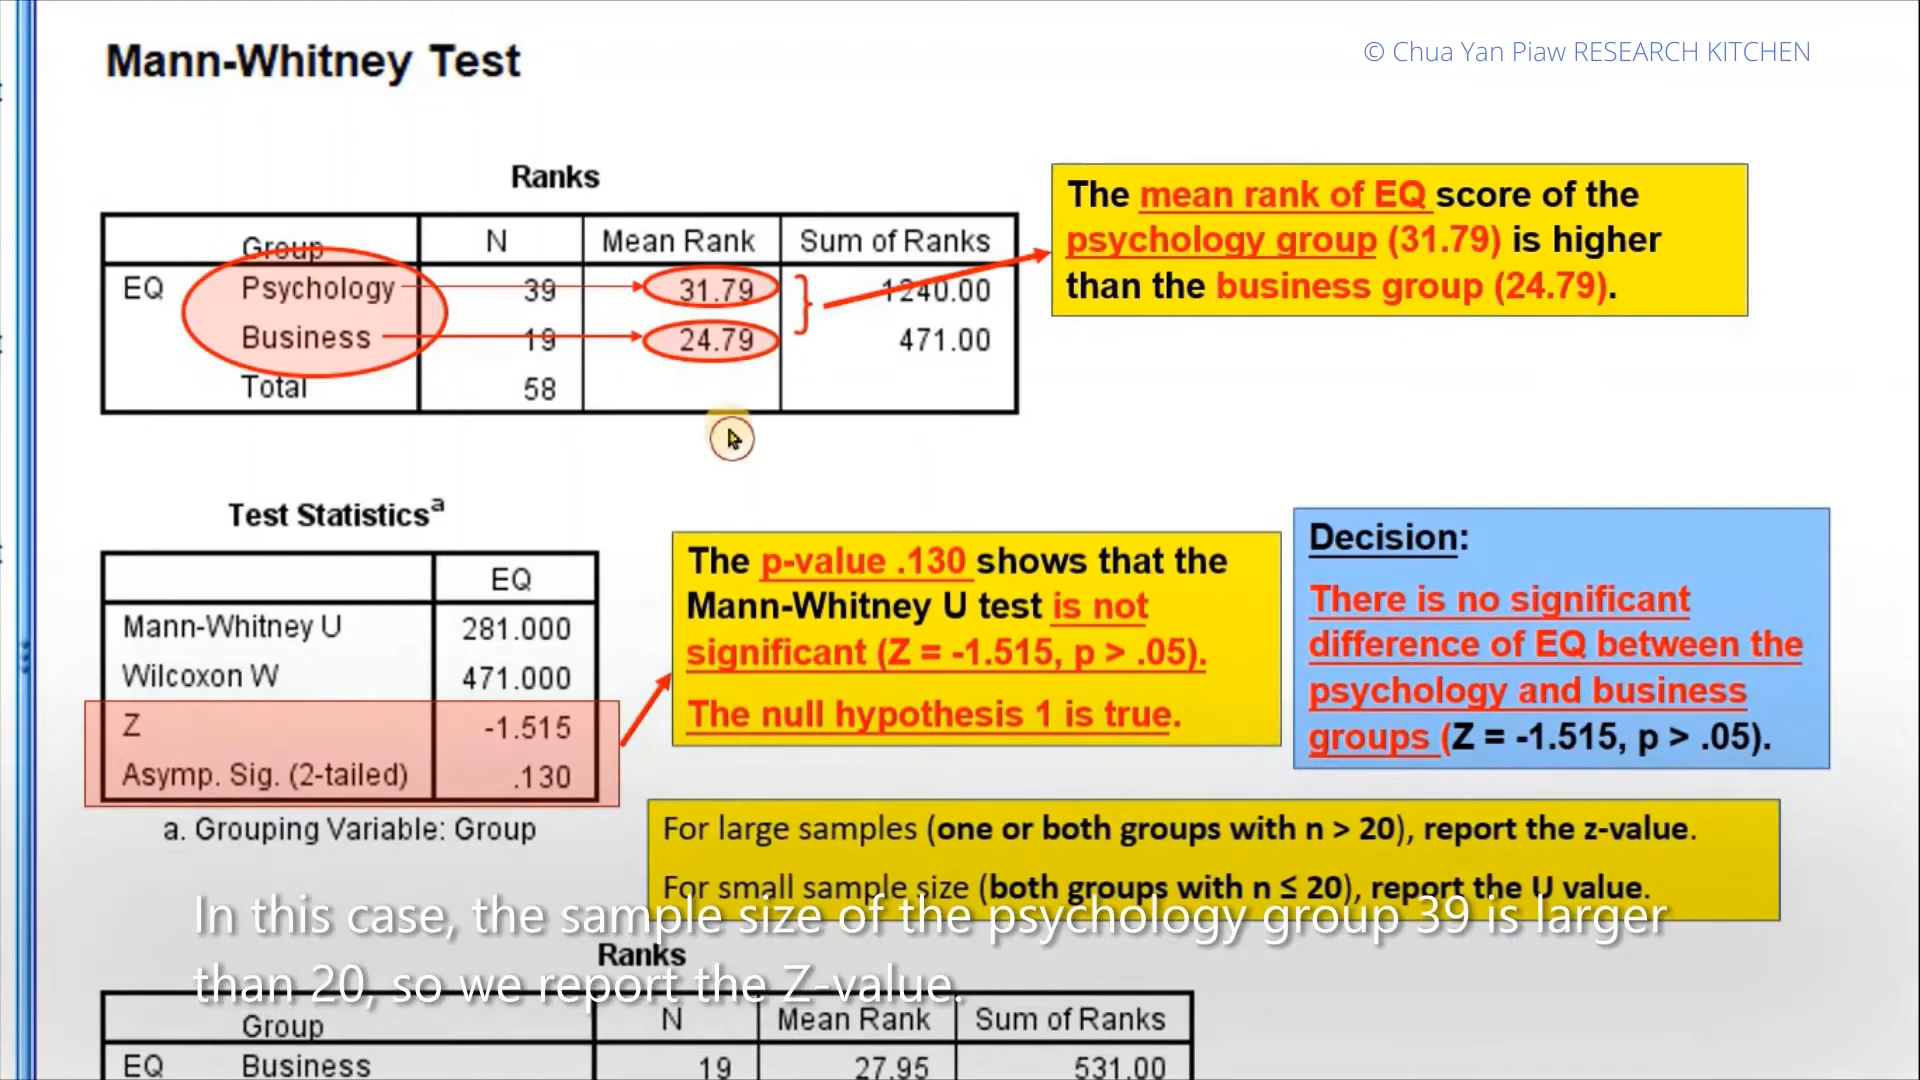 Mann-Whitney Test
© Chua Yan Piaw RESEARCH KITCHEN
Ranks
Group N Mean Rank Sum of Ranks
EQ Psychology 39 31.79 1240.00
Business 19 24.79 471.00
Total 58
The mean rank of EQ score of the
psychology group (31.79) is higher
than the business group (24.79).
Test Statisticsª
EQ
Mann-Whitney U 281.000
Wilcoxon W 471.000
Z -1.515
Asymp. Sig. (2-tailed) .130
a. Grouping Variable: Group
The p-value .130 shows that the
Mann-Whitney U test is not
significant (Z = -1.515, p > .05).
The null hypothesis 1 is true.
Decision:
There is no significant
difference of EQ between the
psychology and business
groups (Z = -1.515, p > .05).
For large samples (one or both groups with n > 20), report the z-value.
For small sample size (both groups with n ≤ 20), report the U value.
In this case, the sample size of the psychology group 39 is larger
than 20, so we report the Z-value.
Ranks
Group N Mean Rank Sum of Ranks
EQ Business 19 27.95 531.00